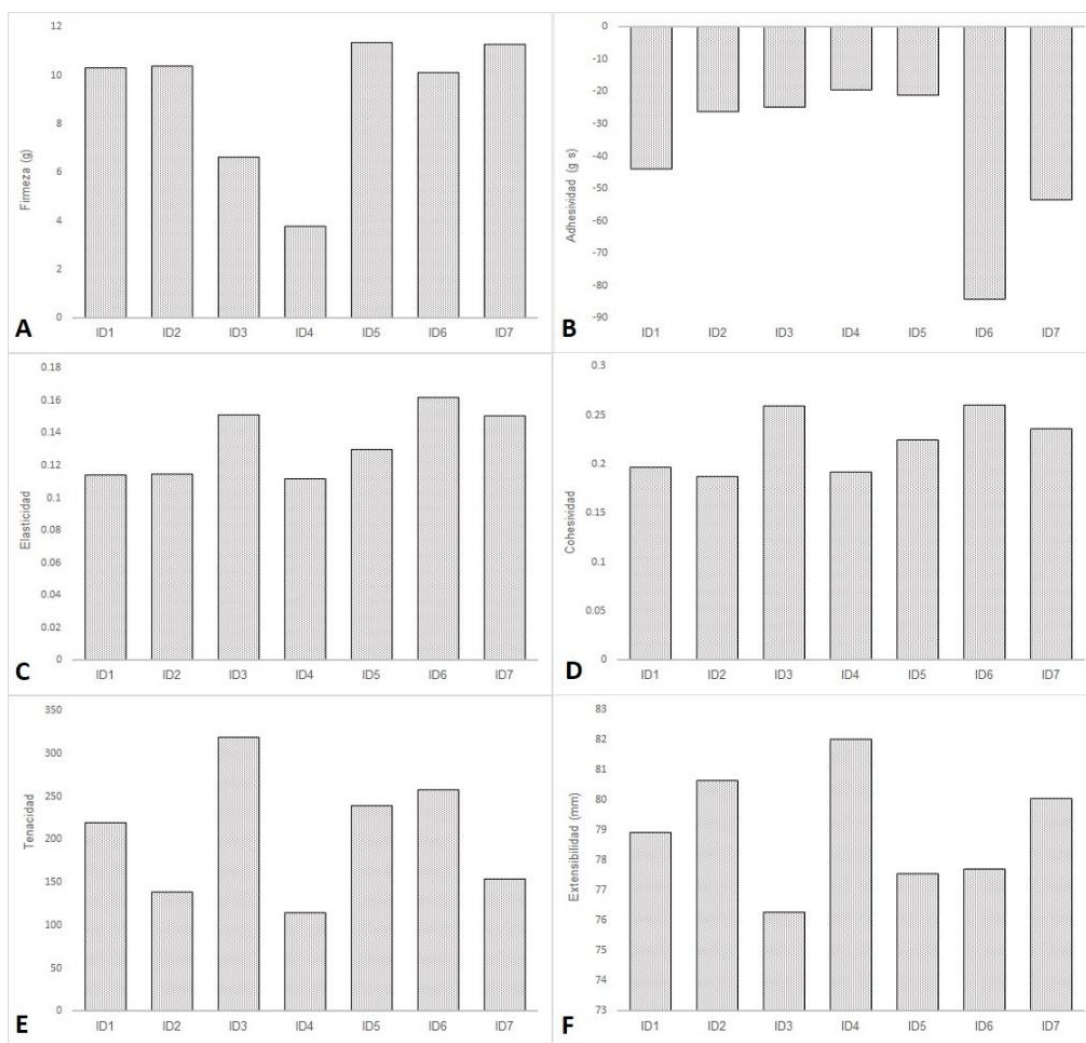 12
10
8
6
4
2
0
Firmeza (g)
ID1 ID2 ID3 ID4 ID5 ID6 ID7
A
0
-10
-20
-30
-40
-50
-60
-70
-80
-90
Adhesividad (g s)
ID1 ID2 ID3 ID4 ID5 ID6 ID7
B
0.18
0.16
0.14
0.12
0.1
0.08
0.06
0.04
0.02
0
Elasticidad
ID1 ID2 ID3 ID4 ID5 ID6 ID7
C
0.3
0.25
0.2
0.15
0.1
0.05
0
Cohesividad
ID1 ID2 ID3 ID4 ID5 ID6 ID7
D
350
300
250
200
150
100
50
0
Tenacidad
ID1 ID2 ID3 ID4 ID5 ID6 ID7
E
83
82
81
80
79
78
77
76
75
74
73
Extensibilidad (mm)
ID1 ID2 ID3 ID4 ID5 ID6 ID7
F